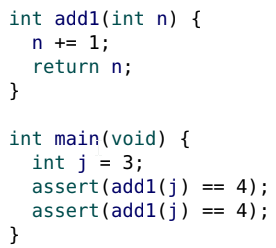 int add1(int n) {
  n += 1;
  return n;
}

int main(void) {
  int j = 3;
  assert(add1(j) == 4);
  assert(add1(j) == 4);
}